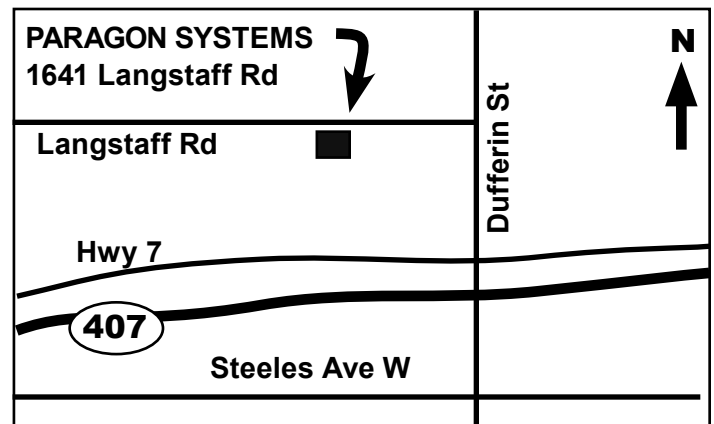 PARAGON SYSTEMS
1641 Langstaff Rd
N
Langstaff Rd
Dufferin St
Hwy 7
407
Steeles Ave W